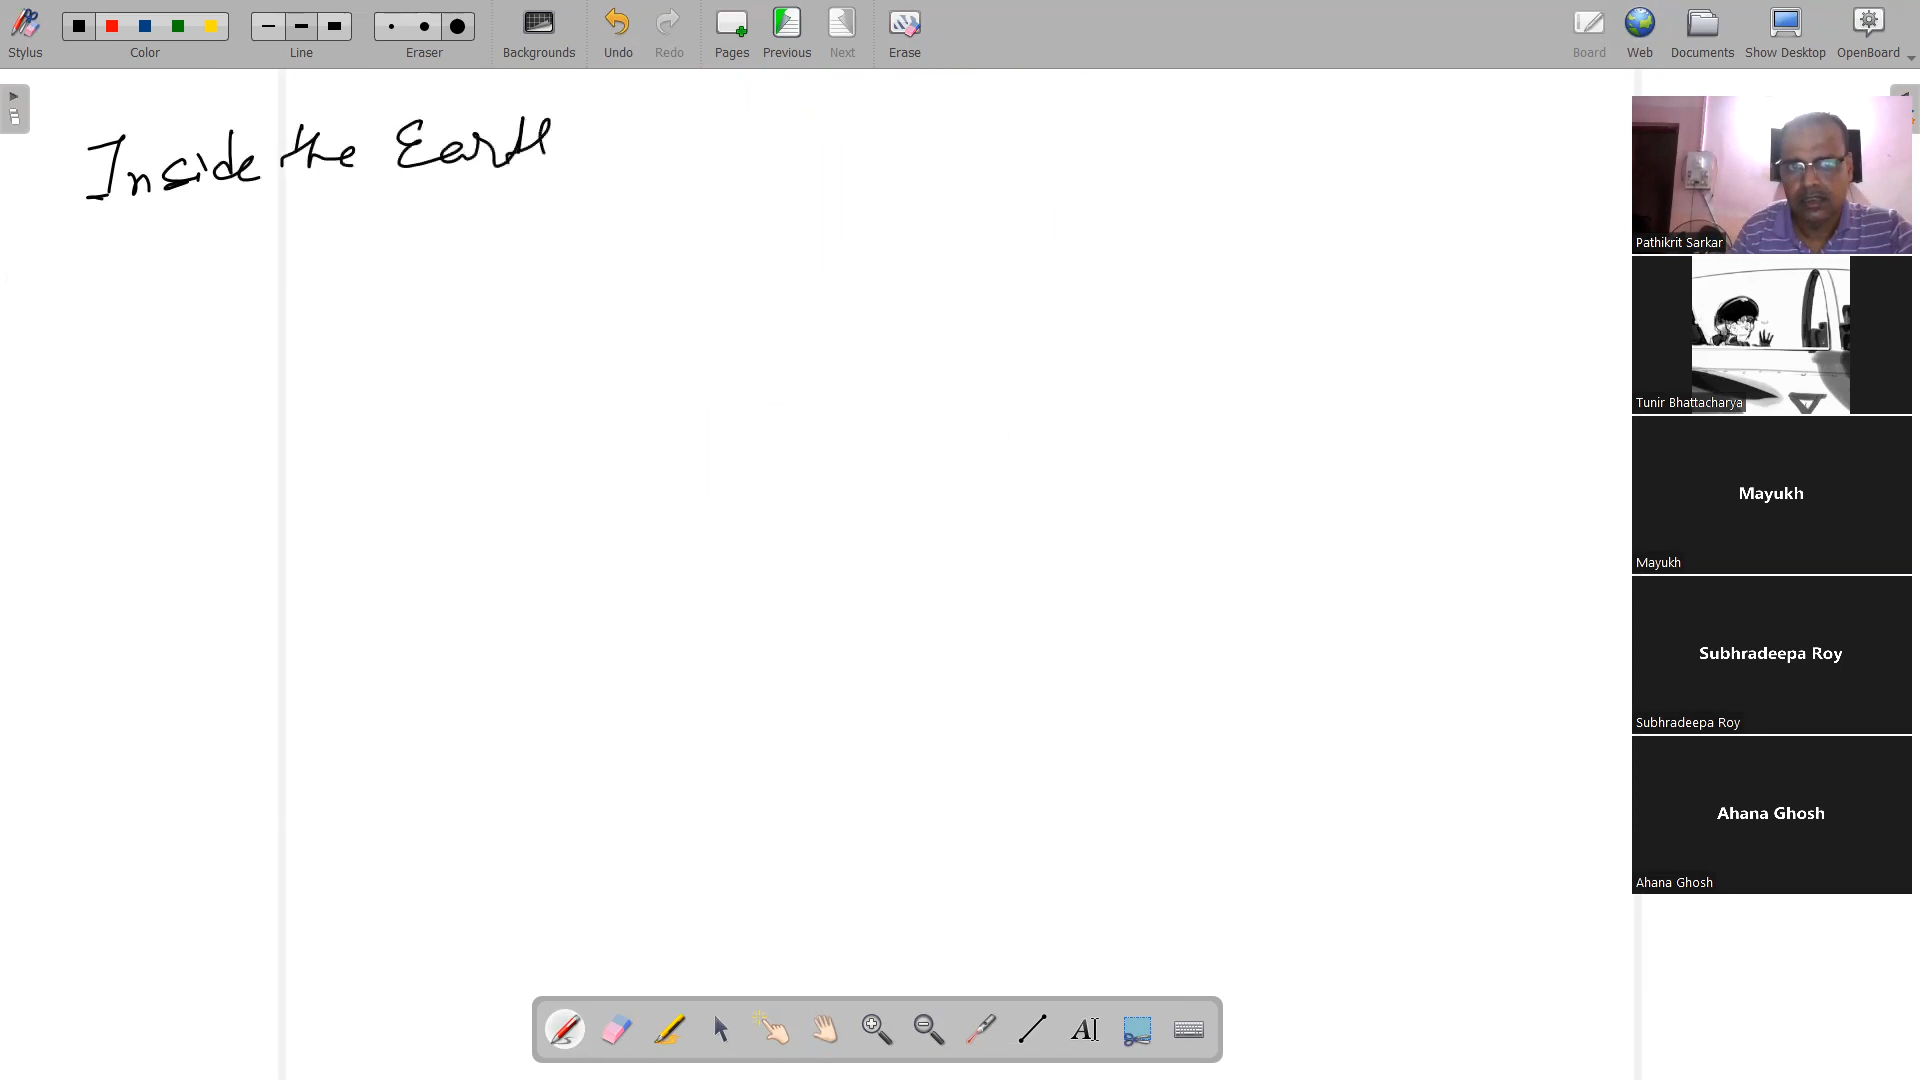 Stylus
Color
Line
Eraser
Backgrounds
Undo
Redo
Pages
Previous
Next
Erase
Board
Web
Documents
Show Desktop
OpenBoard
Inside the Earth
Pathikrit Sarkar
Tunir Bhattacharya
Mayukh
Mayukh
Subhradeepa Roy
Subhradeepa Roy
Ahana Ghosh
Ahana Ghosh